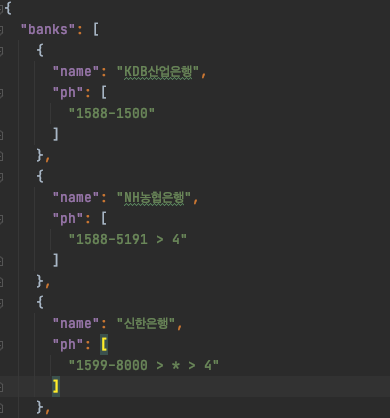 {
"banks": [
{
"name": "KDB산업은행",
"ph": [
"1588-1500"
]
},
{
"name": "NH농협은행",
"ph": [
"1588-5191 > 4"
]
},
{
"name": "신한은행",
"ph": [
"1599-8000 > * > 4"
]
},